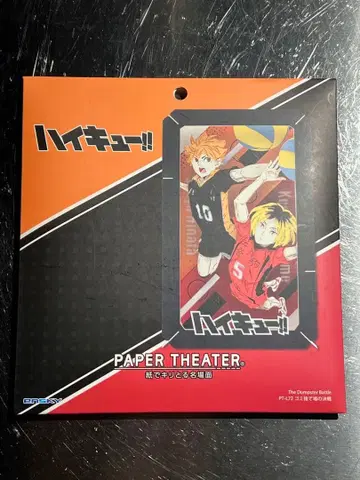 ハイキュー!!
10
5
ハイキュー!!
PAPER THEATER®
紙でキリとる名場面
ensky
The Dumpster Battle
PT-L72 ゴミ捨て場の決戦